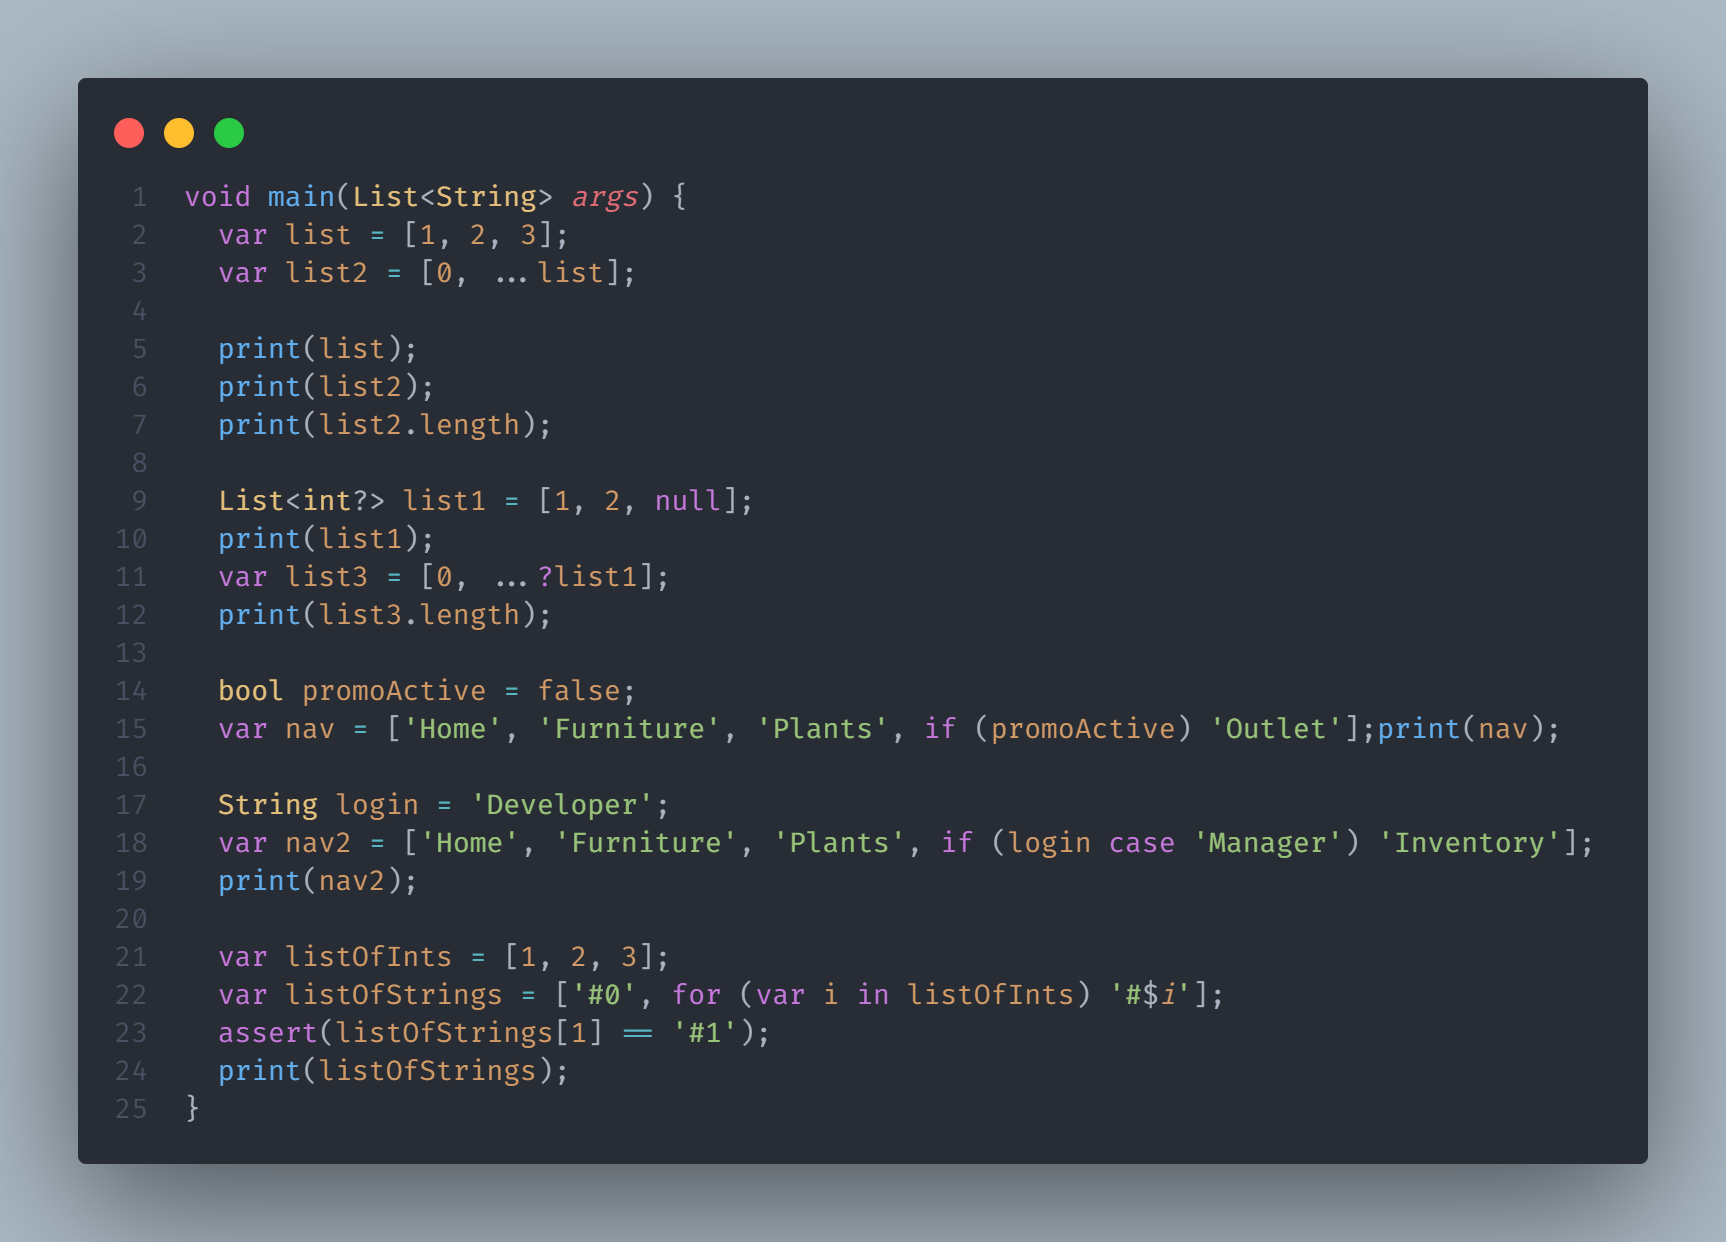 1 void main(List<String> args) {
2   var list = [1, 2, 3];
3   var list2 = [0, ...list];
4
5   print(list);
6   print(list2);
7   print(list2.length);
8
9   List<int?> list1 = [1, 2, null];
10   print(list1);
11   var list3 = [0, ...?list1];
12   print(list3.length);
13
14   bool promoActive = false;
15   var nav = ['Home', 'Furniture', 'Plants', if (promoActive) 'Outlet'];print(nav);
16
17   String login = 'Developer';
18   var nav2 = ['Home', 'Furniture', 'Plants', if (login case 'Manager') 'Inventory'];
19   print(nav2);
20
21   var listOfInts = [1, 2, 3];
22   var listOfStrings = ['#0', for (var i in listOfInts) '#$i'];
23   assert(listOfStrings[1] == '#1');
24   print(listOfStrings);
25 }